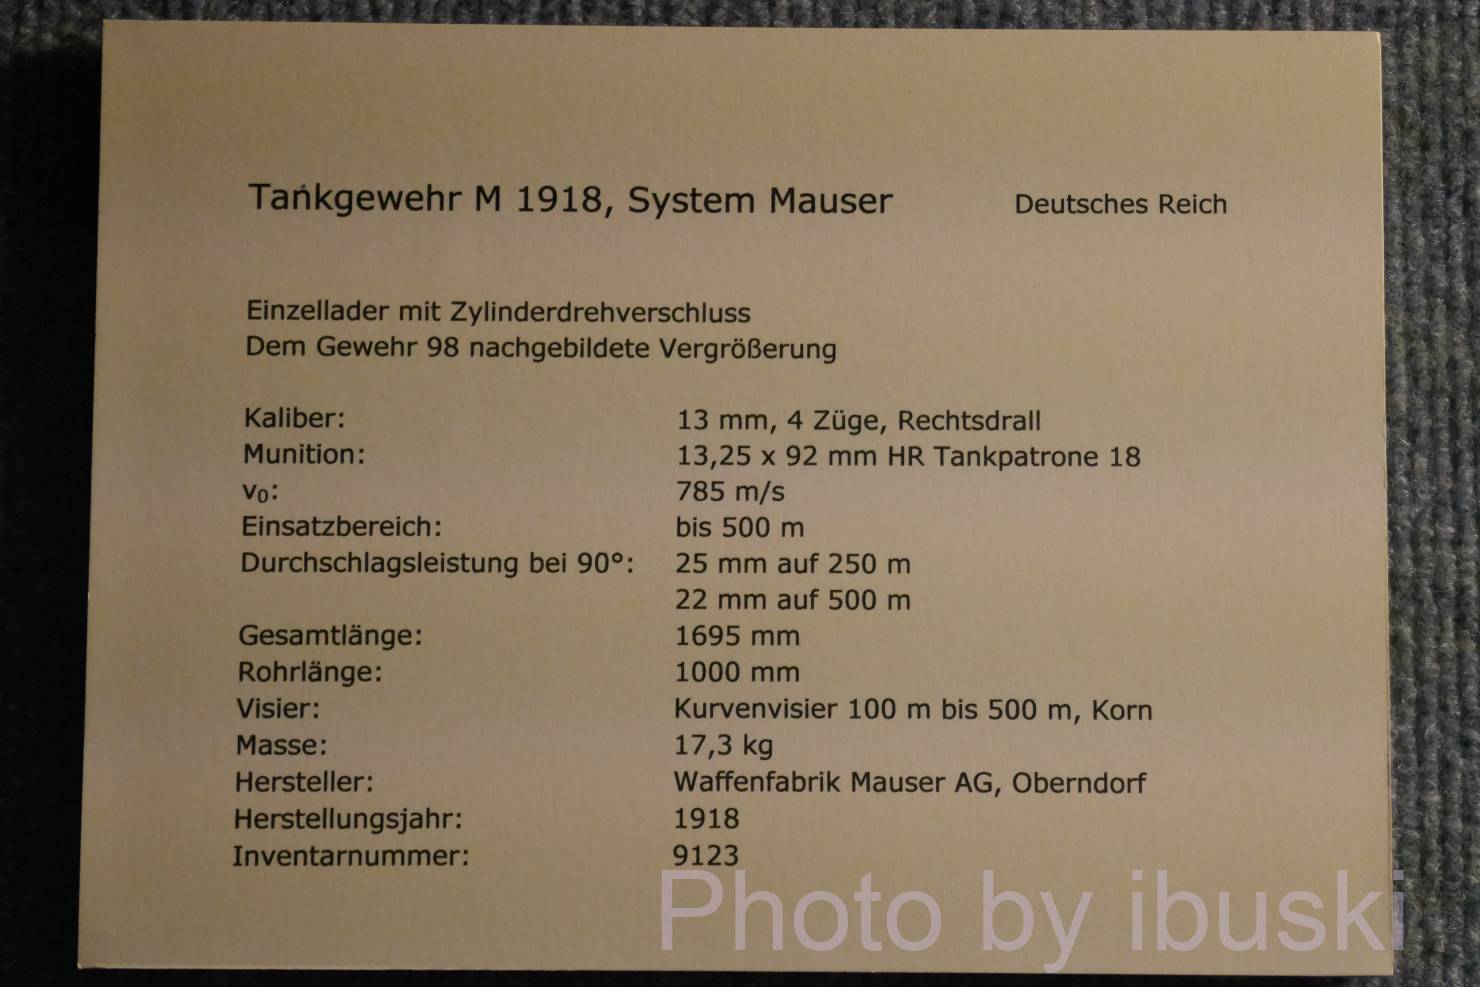 Tankgewehr M 1918, System Mauser Deutsches Reich
Einzellader mit Zylinderdrehverschluss
Dem Gewehr 98 nachgebildete Vergrößerung
Kaliber: 13 mm, 4 Züge, Rechtsdrall
Munition: 13,25 x 92 mm HR Tankpatrone 18
v₀: 785 m/s
Einsatzbereich: bis 500 m
Durchschlagsleistung bei 90°: 25 mm auf 250 m
22 mm auf 500 m
Gesamtlänge: 1695 mm
Rohrlänge: 1000 mm
Visier: Kurvenvisier 100 m bis 500 m, Korn
Masse: 17,3 kg
Hersteller: Waffenfabrik Mauser AG, Oberndorf
Herstellungsjahr: 1918
Inventarnummer: 9123
Photo by ibuski